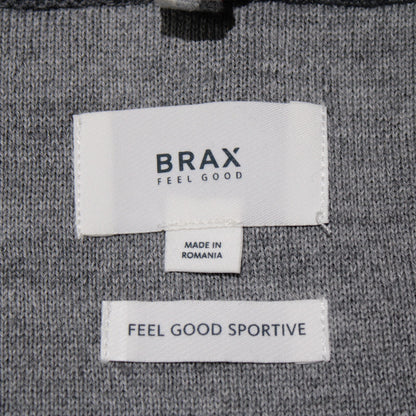 BRAX
FEEL GOOD
MADE IN
ROMANIA
FEEL GOOD SPORTIVE